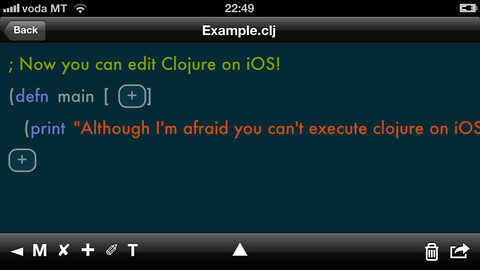 voda MT 22:49
Back Example.clj
; Now you can edit Clojure on iOS!
(defn main [ + ]
(print "Although I'm afraid you can't execute clojure on iOS
+
M T